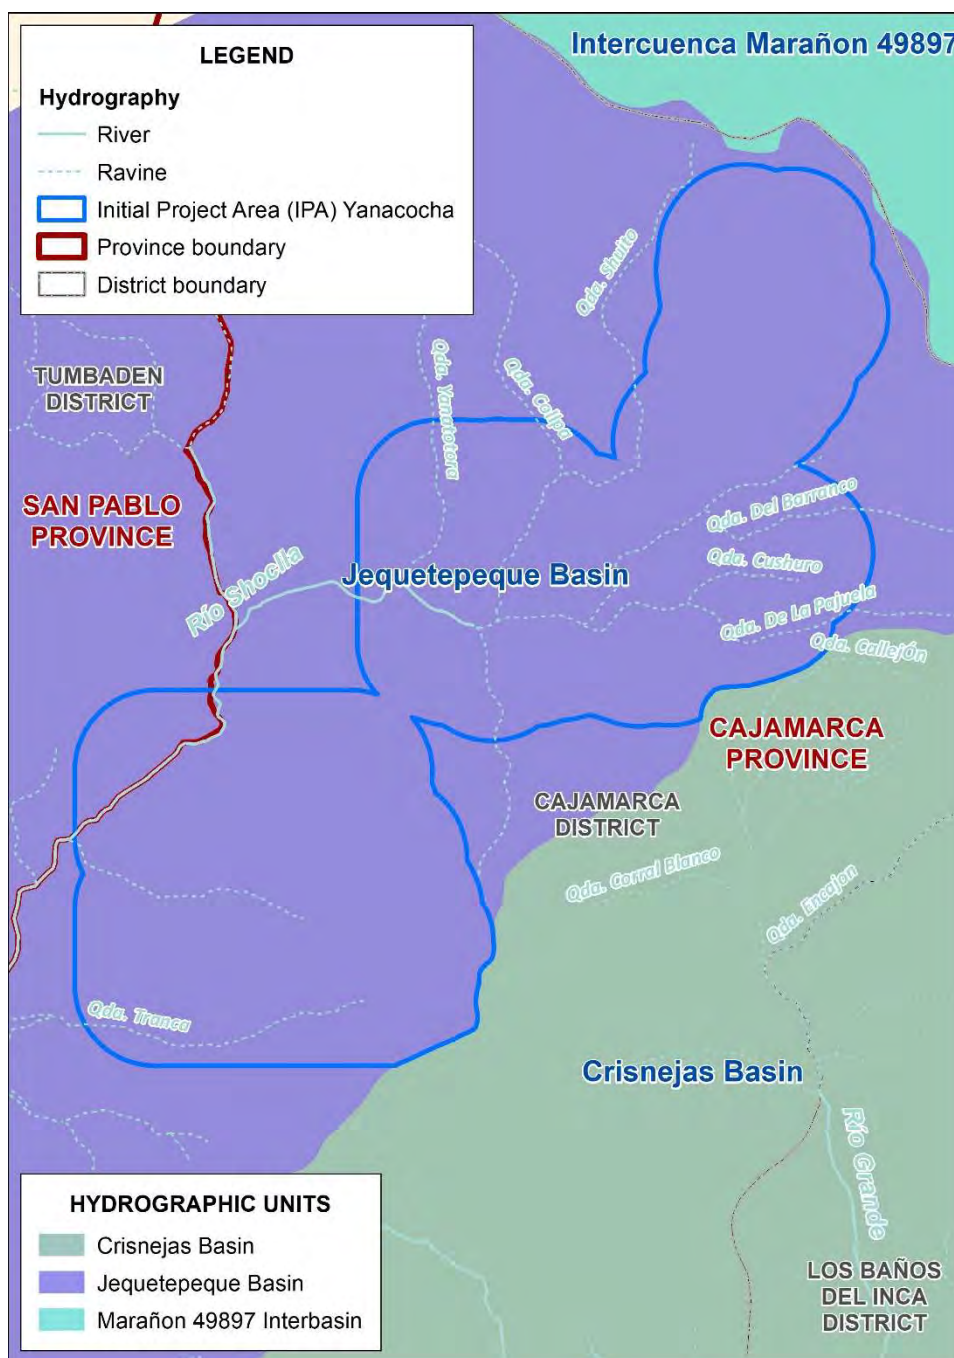 LEGEND
Hydrography
River
Ravine
Initial Project Area (IPA) Yanacocha
Province boundary
District boundary
Intercuenca Marañon 49897
Qda. Shuito
Qda. Yanatotora
Qda. Collpa
TUMBADEN
DISTRICT
SAN PABLO
PROVINCE
Qda. Del Barranco
Río Shoclla
Jequetepeque Basin
Qda. Cushuro
Qda. De La Pajuela
Qda. CallejÓn
CAJAMARCA
PROVINCE
CAJAMARCA
DISTRICT
Qda. Corral Blanco
Qda. Encajon
Qda. Tranca
Crisnejas Basin
Río Grande
HYDROGRAPHIC UNITS
Crisnejas Basin
Jequetepeque Basin
Marañon 49897 Interbasin
LOS BAÑOS
DEL INCA
DISTRICT